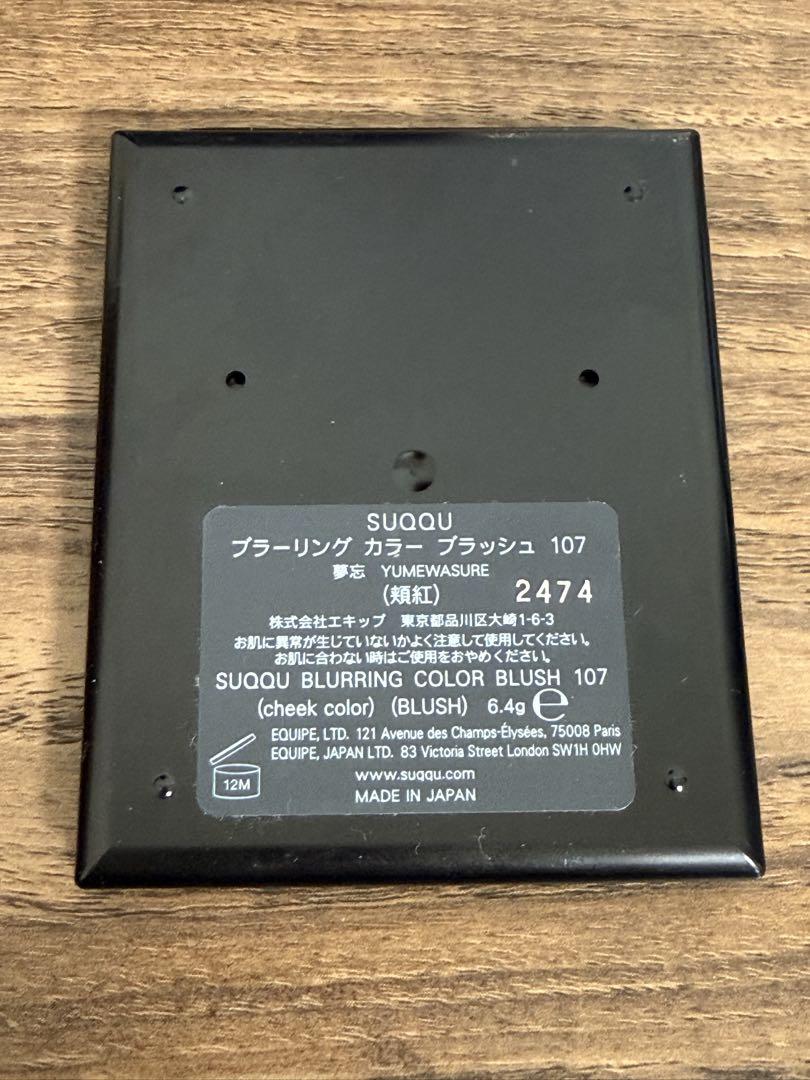 SUQQU
ブラーリング カラー ブラッシュ 107
夢忘 YUMEWASURE
(頬紅) 2474
株式会社エキップ 東京都品川区大崎1-6-3
お肌に異常が生じていないかよく注意して使用してください。
お肌に合わない時はご使用をおやめください。
SUQQU BLURRING COLOR BLUSH 107
(cheek color) (BLUSH) 6.4g ℮
EQUIPE, LTD. 121 Avenue des Champs-Élysées, 75008 Paris
EQUIPE, JAPAN LTD. 83 Victoria Street London SW1H 0HW
12M
www.suqqu.com
MADE IN JAPAN